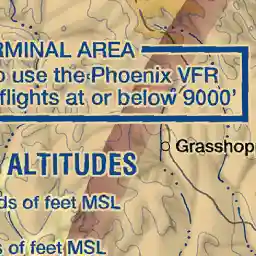 RMINAL AREA
o use the Phoenix VFR
flights at or below 9000'
Grasshop
ALTITUDES
ds of feet MSL
s of feet MSL